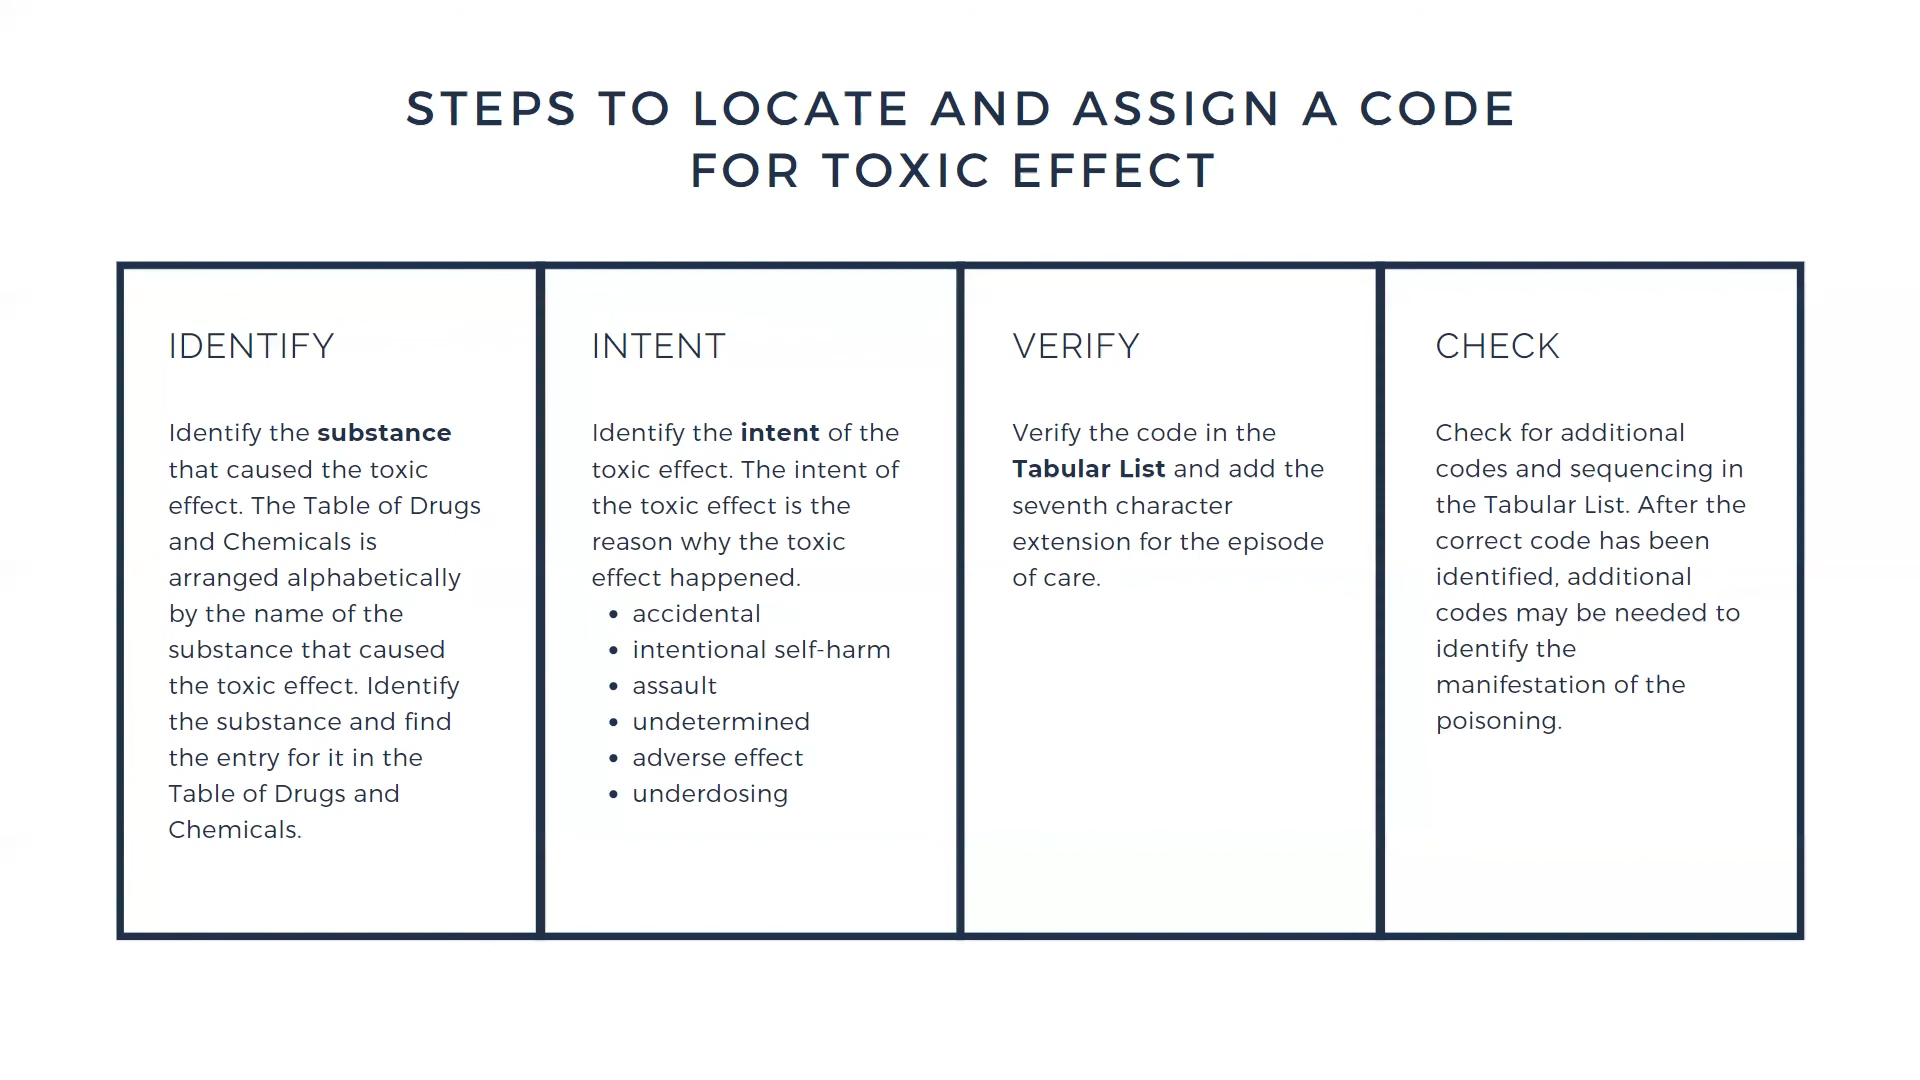 STEPS TO LOCATE AND ASSIGN A CODE
FOR TOXIC EFFECT
IDENTIFY
Identify the substance
that caused the toxic
effect. The Table of Drugs
and Chemicals is
arranged alphabetically
by the name of the
substance that caused
the toxic effect. Identify
the substance and find
the entry for it in the
Table of Drugs and
Chemicals.
INTENT
Identify the intent of the
toxic effect. The intent of
the toxic effect is the
reason why the toxic
effect happened.
• accidental
• intentional self-harm
• assault
• undetermined
• adverse effect
• underdosing
VERIFY
Verify the code in the
Tabular List and add the
seventh character
extension for the episode
of care.
CHECK
Check for additional
codes and sequencing in
the Tabular List. After the
correct code has been
identified, additional
codes may be needed to
identify the
manifestation of the
poisoning.